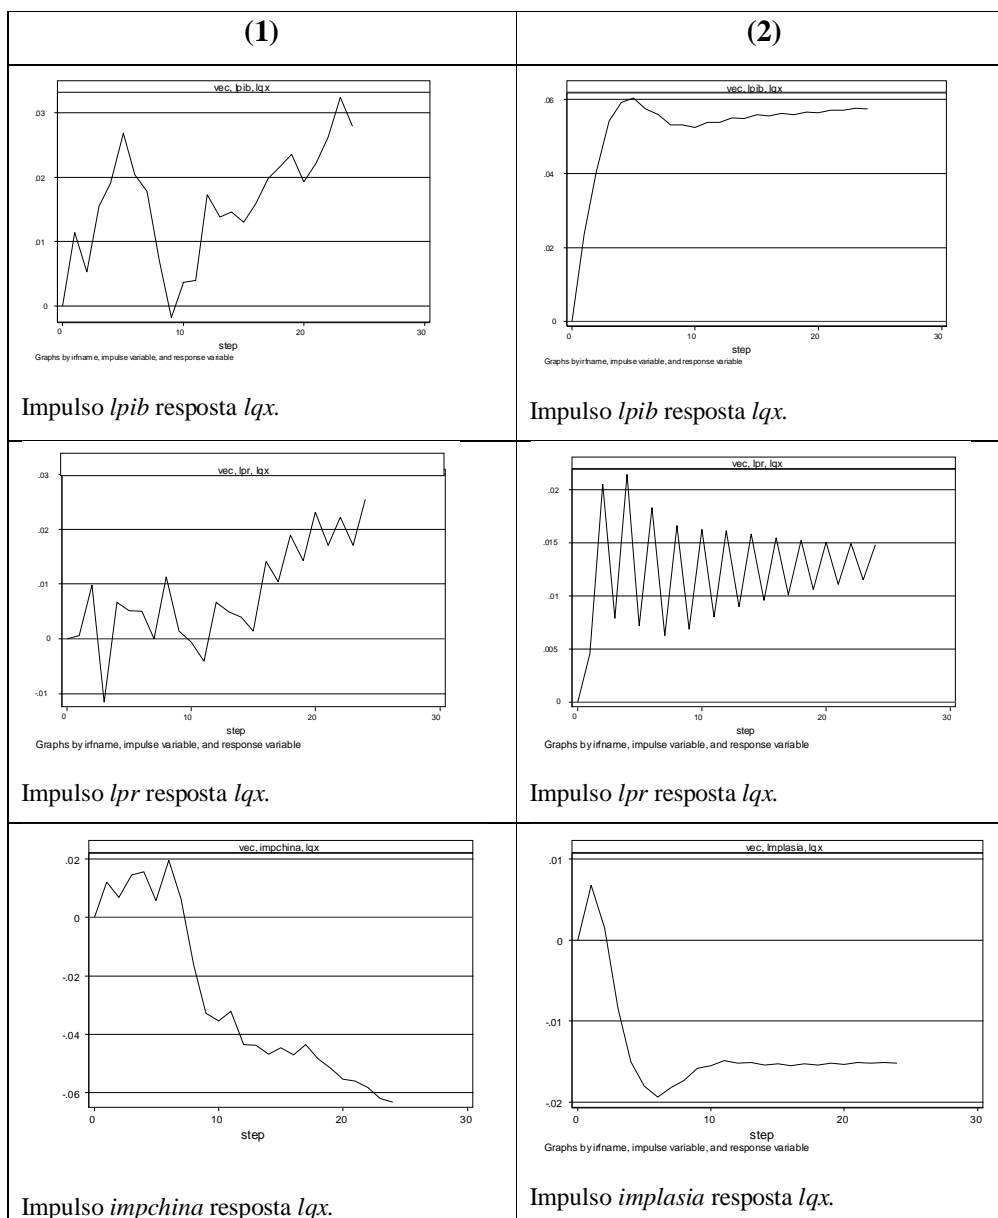 (1)
(2)
vec, lpib, lqx
.03
.02
.01
0
0
10
20
30
step
Graphs by irfname, impulse variable, and response variable
Impulso lpib resposta lqx.
vec, lpib, lqx
.06
.04
.02
0
0
10
20
30
step
Graphs by irfname, impulse variable, and response variable
Impulso lpib resposta lqx.
vec, lpr, lqx
.03
.02
.01
0
-.01
0
10
20
30
step
Graphs by irfname, impulse variable, and response variable
Impulso lpr resposta lqx.
vec, lpr, lqx
.02
.015
.01
.005
0
0
10
20
30
step
Graphs by irfname, impulse variable, and response variable
Impulso lpr resposta lqx.
vec, impchina, lqx
.02
0
-.02
-.04
-.06
0
10
20
30
step
Impulso impchina resposta lqx.
vec, Implasia, lqx
.01
0
-.01
-.02
0
10
20
30
step
Graphs by irfname, impulse variable, and response variable
Impulso implasia resposta lqx.